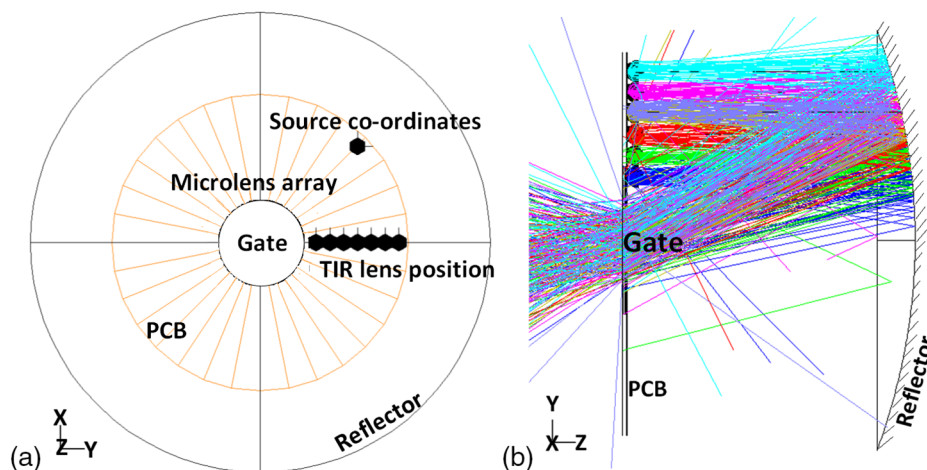 Source co-ordinates
Microlens array
Gate
TIR lens position
PCB
Reflector
X
Z Y
(a)
Gate
PCB
Reflector
Y
X Z
(b)